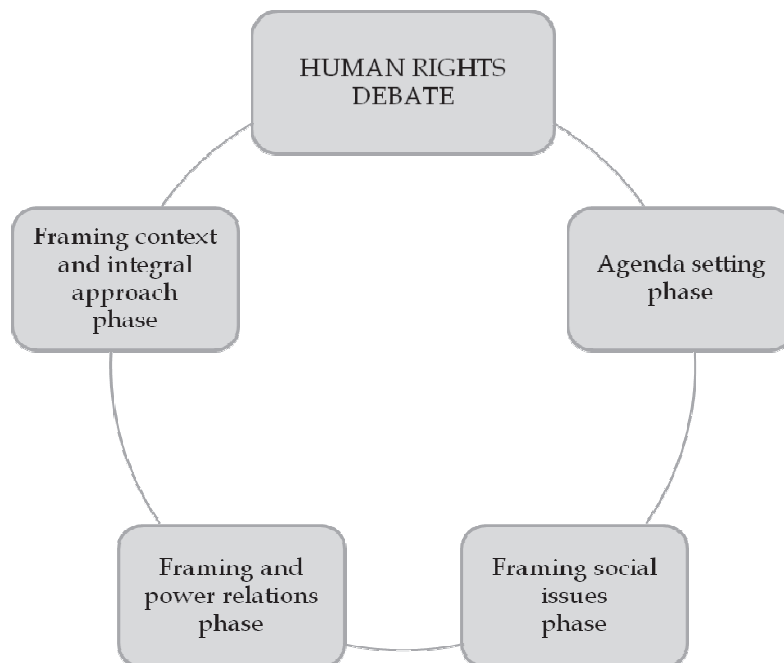 HUMAN RIGHTS
DEBATE
Agenda setting
phase
Framing social
issues
phase
Framing and
power relations
phase
Framing context
and integral
approach
phase